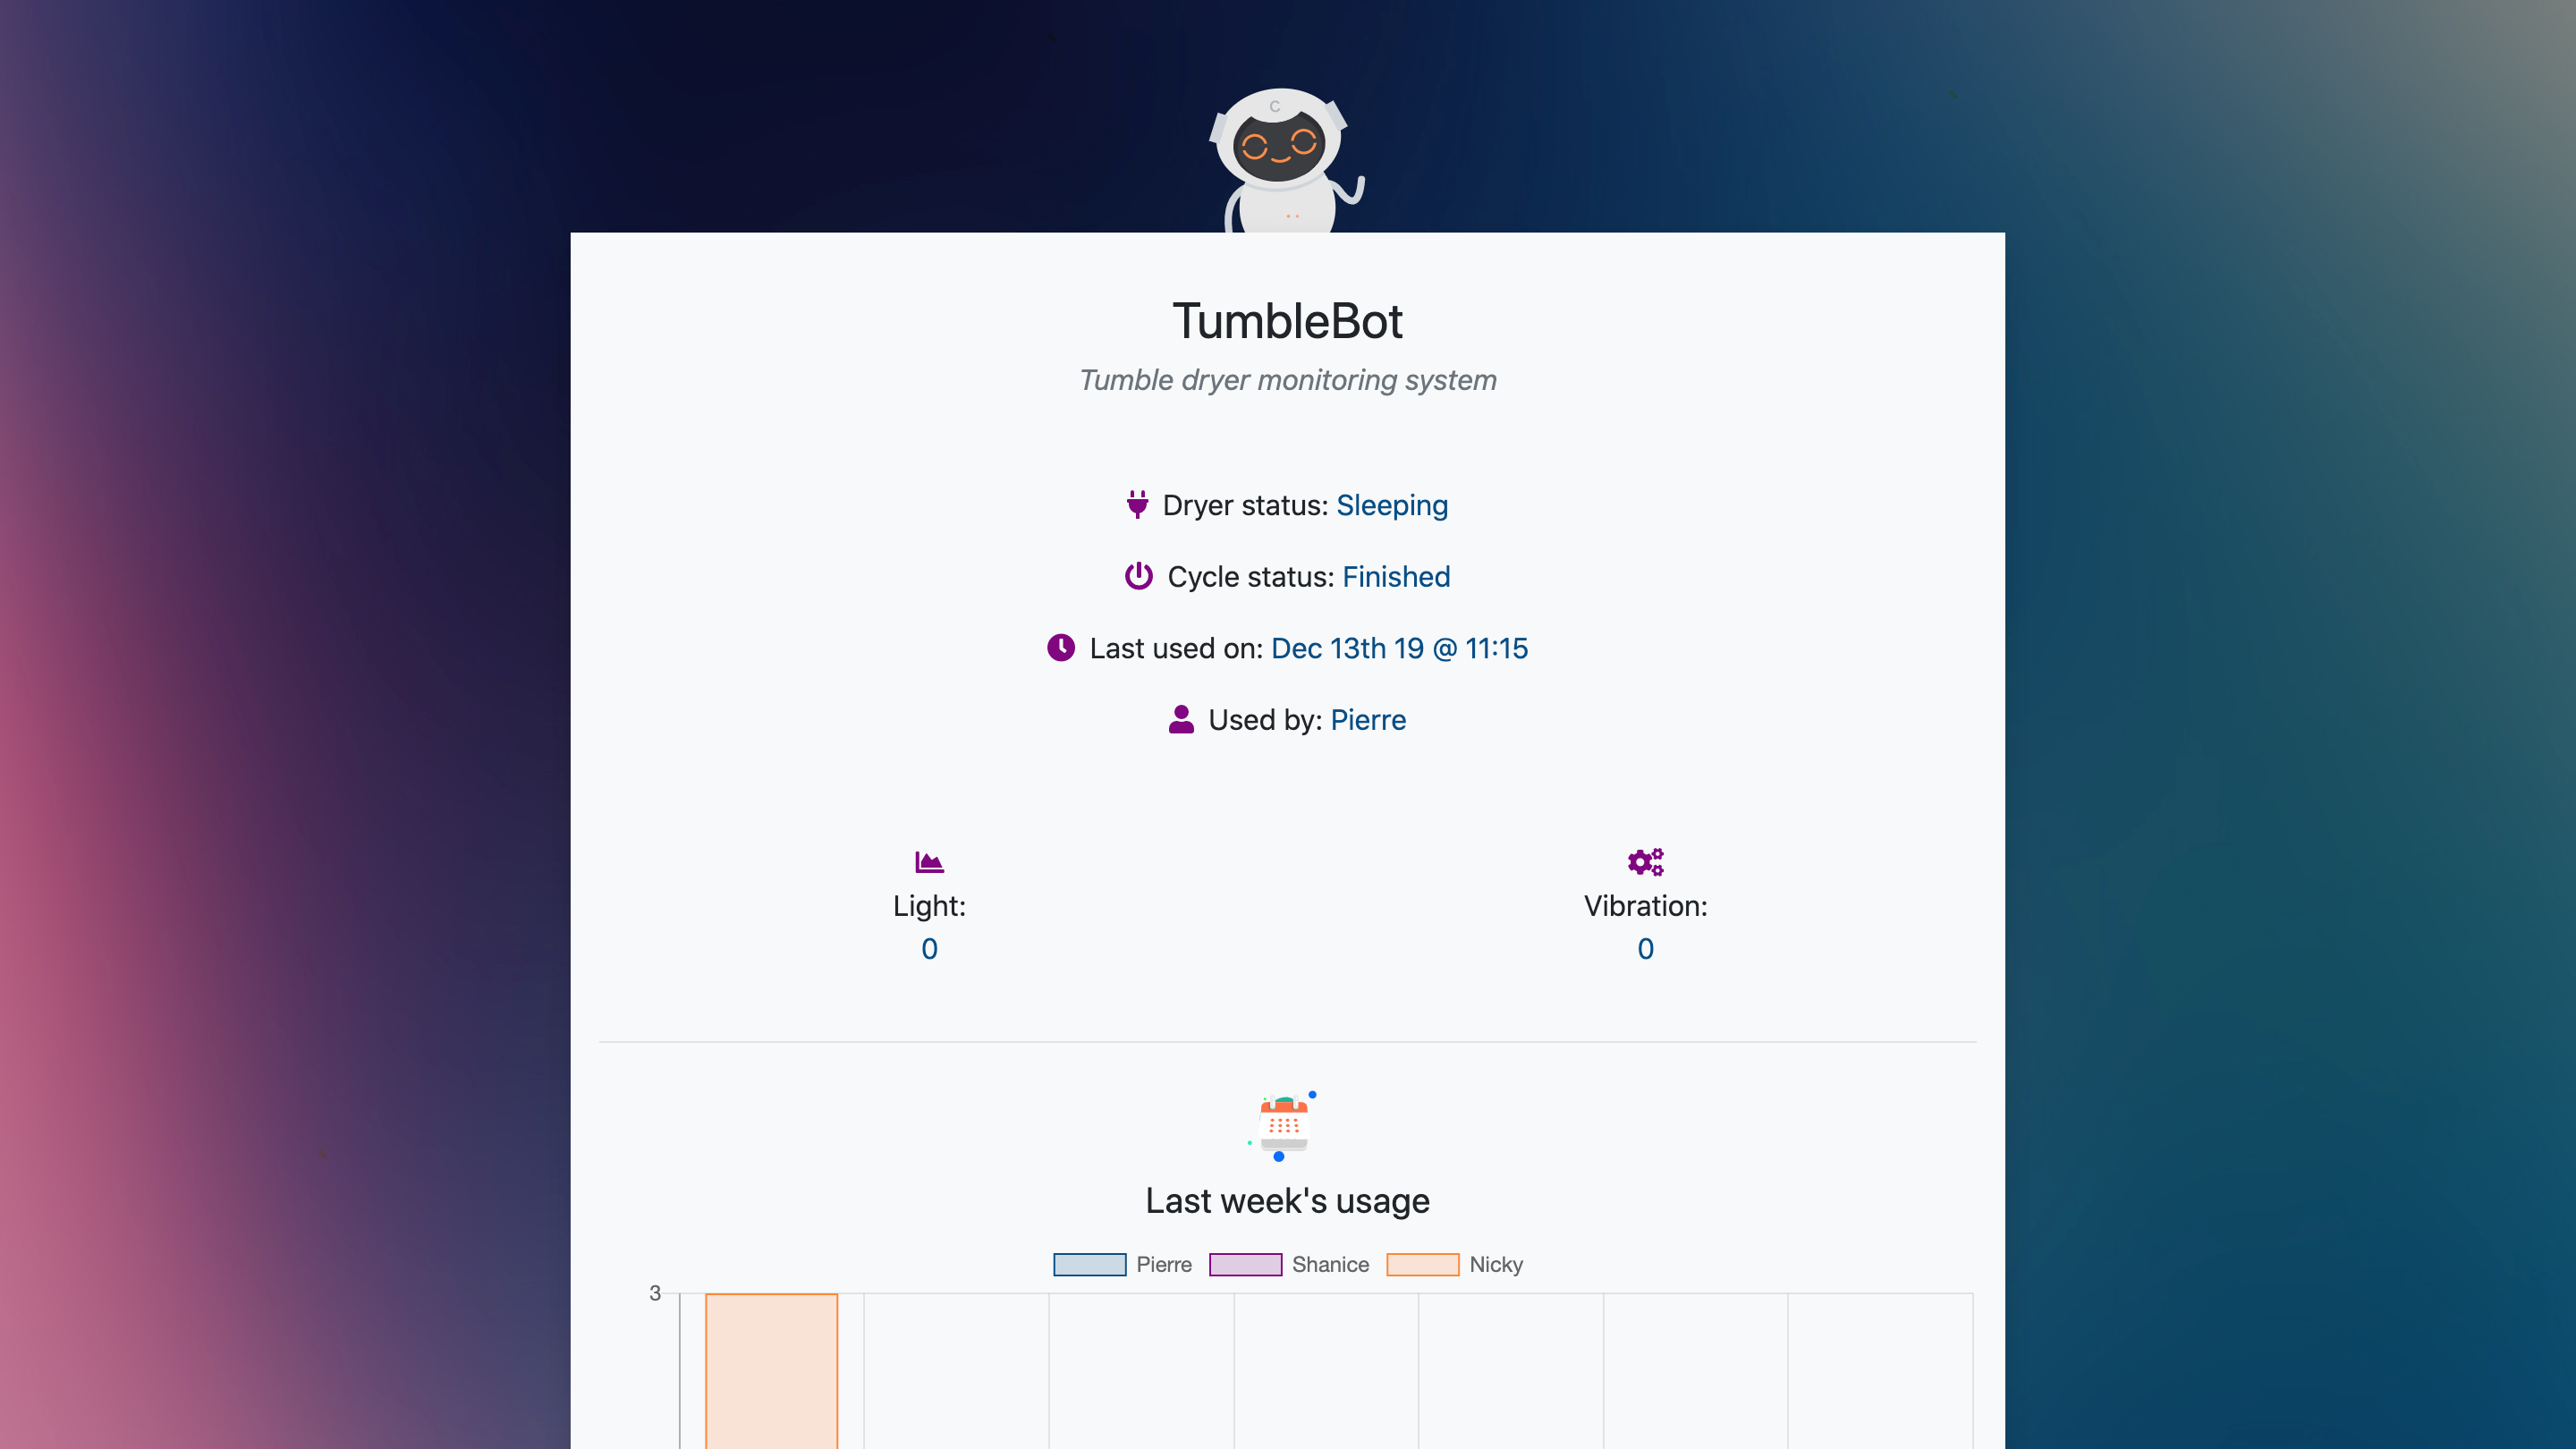 C
TumbleBot
Tumble dryer monitoring system
Dryer status: Sleeping
Cycle status: Finished
Last used on: Dec 13th 19 @ 11:15
Used by: Pierre
Light:
0
Vibration:
0
Last week's usage
Pierre Shanice Nicky
3